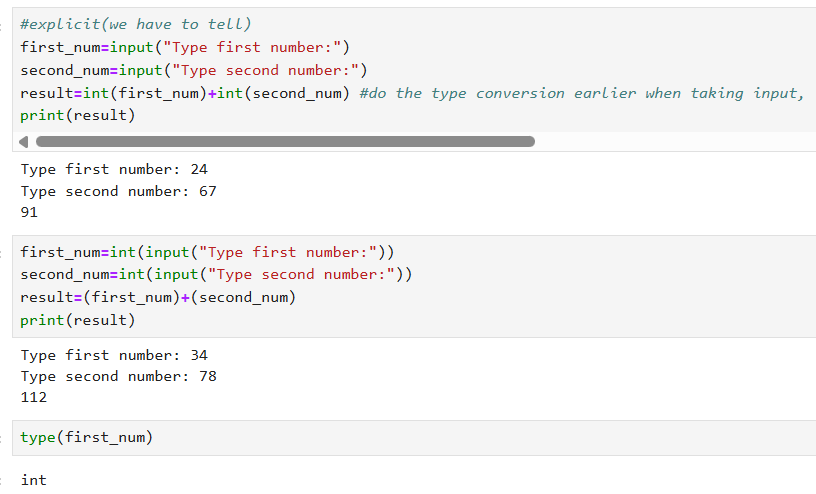 #explicit(we have to tell)
first_num=input("Type first number:")
second_num=input("Type second number:")
result=int(first_num)+int(second_num) #do the type conversion earlier when taking input,
print(result)
Type first number: 24
Type second number: 67
91
first_num=int(input("Type first number:"))
second_num=int(input("Type second number:"))
result=(first_num)+(second_num)
print(result)
Type first number: 34
Type second number: 78
112
type(first_num)
int